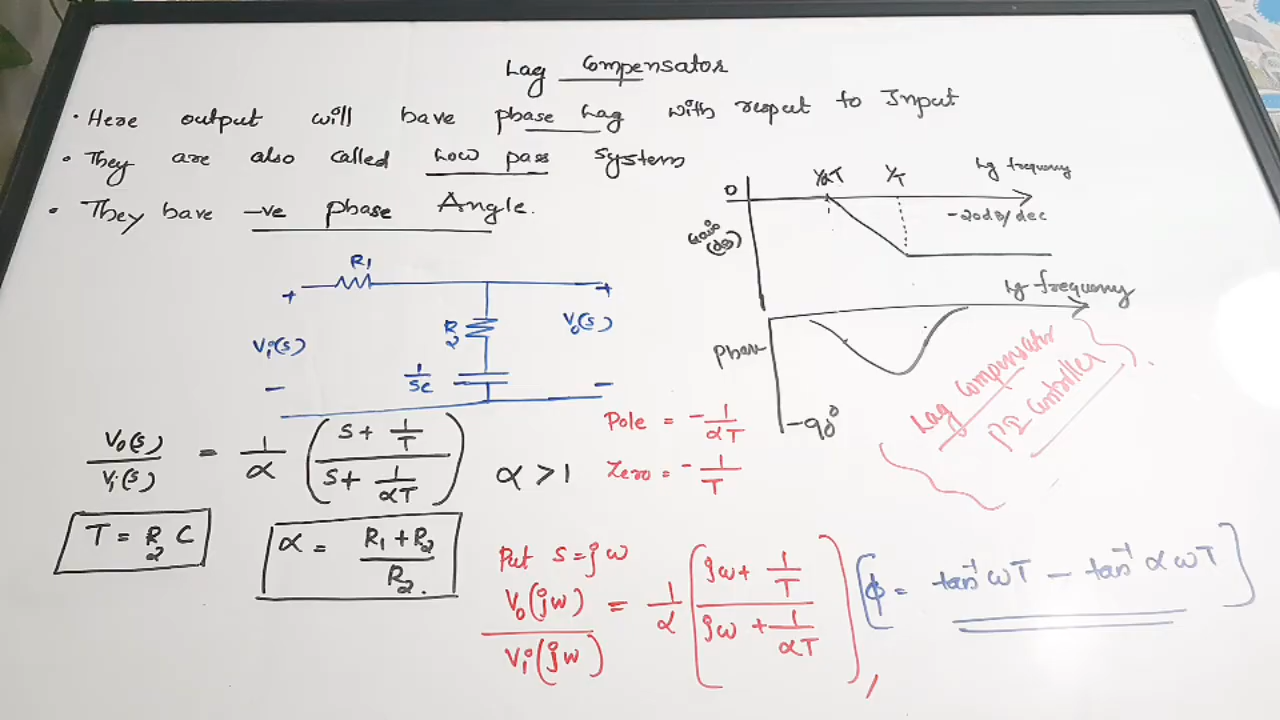 Lag Compensator
• Here output will have phase Lag with respect to Input
• They are also called Low pass system
• They have -ve phase Angle.
0 1/αT 1/T log frequency
-20dB/dec
Gain (dB)
log frequency
Phase
-90°
Lag Compensator
PI Controller
R1
+ +
Vi(s) R2 Vo(s)
1/SC
- -
Vo(s)/Vi(s) = 1/α ( (S + 1/T) / (S + 1/αT) ) α > 1
Pole = -1/αT
Zero = -1/T
T = R2 C
α = (R1 + R2)/R2.
Put S = jω
Vo(jω)/Vi(jω) = 1/α [ (jω + 1/T) / (jω + 1/αT) ],
[ϕ = tan⁻¹ ωT - tan⁻¹ αωT]